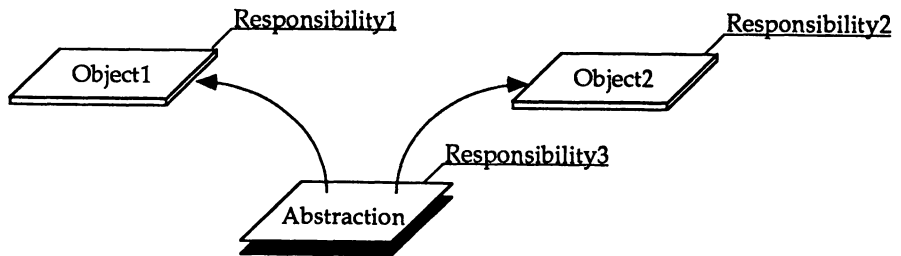 Responsibility1
Responsibility2
Object1
Object2
Responsibility3
Abstraction